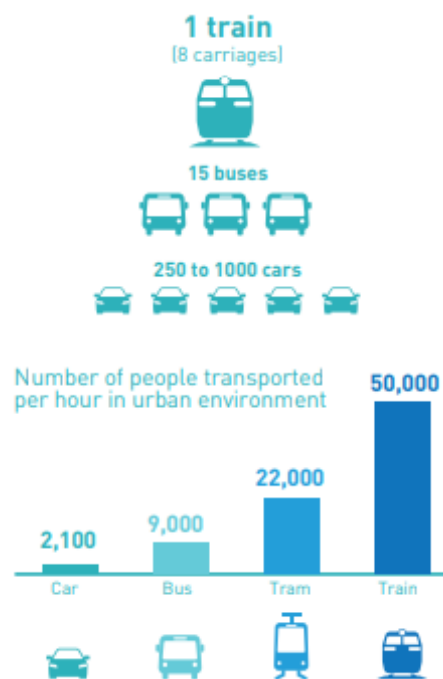 1 train
(8 carriages)
15 buses
250 to 1000 cars
Number of people transported
per hour in urban environment
50,000
22,000
9,000
2,100
Car
Bus
Tram
Train